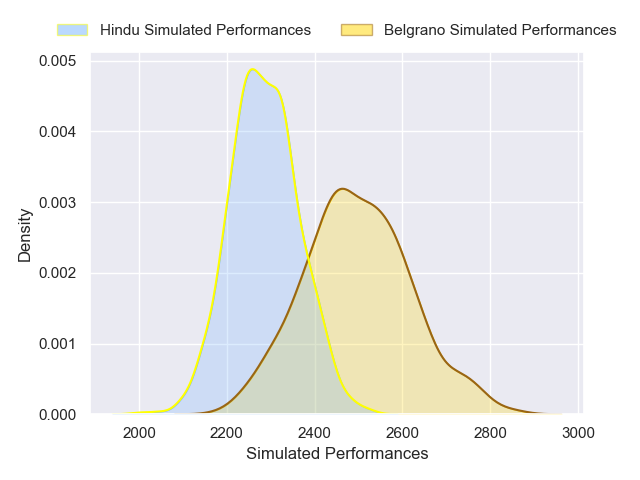 Hindu Simulated Performances
Belgrano Simulated Performances
0.005
0.004
0.003
0.002
0.001
0.000
Density
2000 2200 2400 2600 2800 3000
Simulated Performances